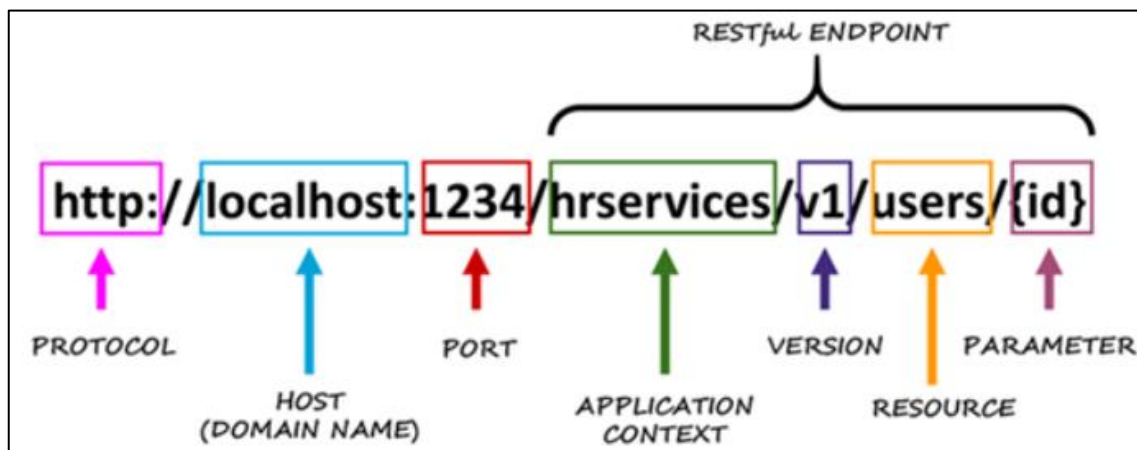 RESTful ENDPOINT
http://localhost:1234/hrservices/v1/users/{id}
PROTOCOL
PORT
VERSION
PARAMETER
HOST
(DOMAIN NAME)
APPLICATION
CONTEXT
RESOURCE